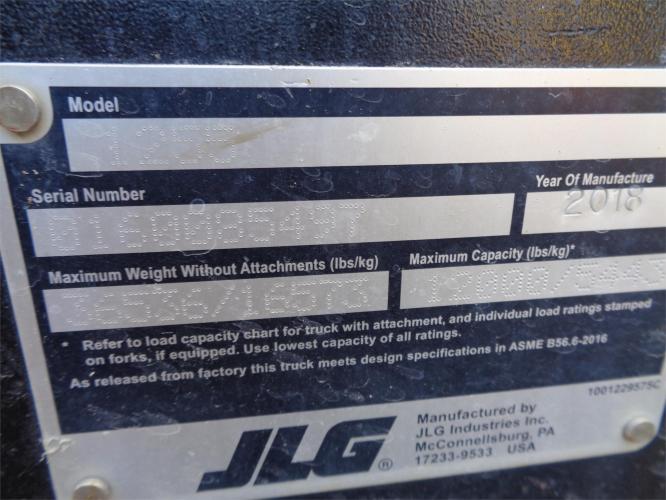 Model
1255
Serial Number
Year Of Manufacture
2018
Maximum Weight Without Attachments (lbs/kg)
Maximum Capacity (lbs/kg)*
* Refer to load capacity chart for truck with attachment, and individual load ratings stamped
on forks, if equipped. Use lowest capacity of all ratings.
As released from factory this truck meets design specifications in ASME B56.6-2016
1001229575C
JLG®
Manufactured by
JLG Industries Inc.
McConnellsburg, PA
17233-9533 USA